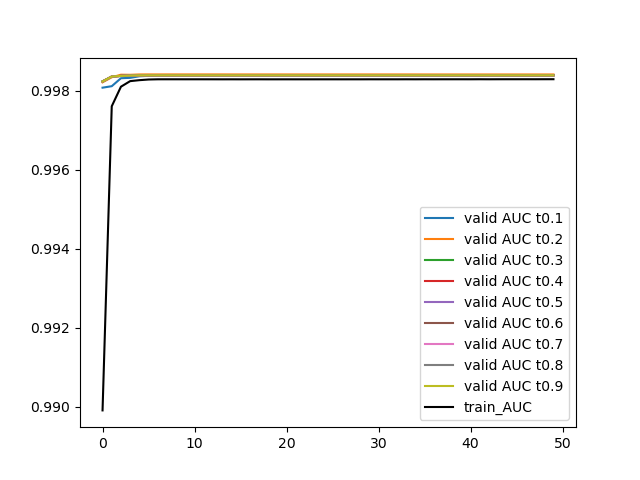 0.998
0.996
0.994
0.992
0.990
0 10 20 30 40 50
valid AUC t0.1
valid AUC t0.2
valid AUC t0.3
valid AUC t0.4
valid AUC t0.5
valid AUC t0.6
valid AUC t0.7
valid AUC t0.8
valid AUC t0.9
train_AUC